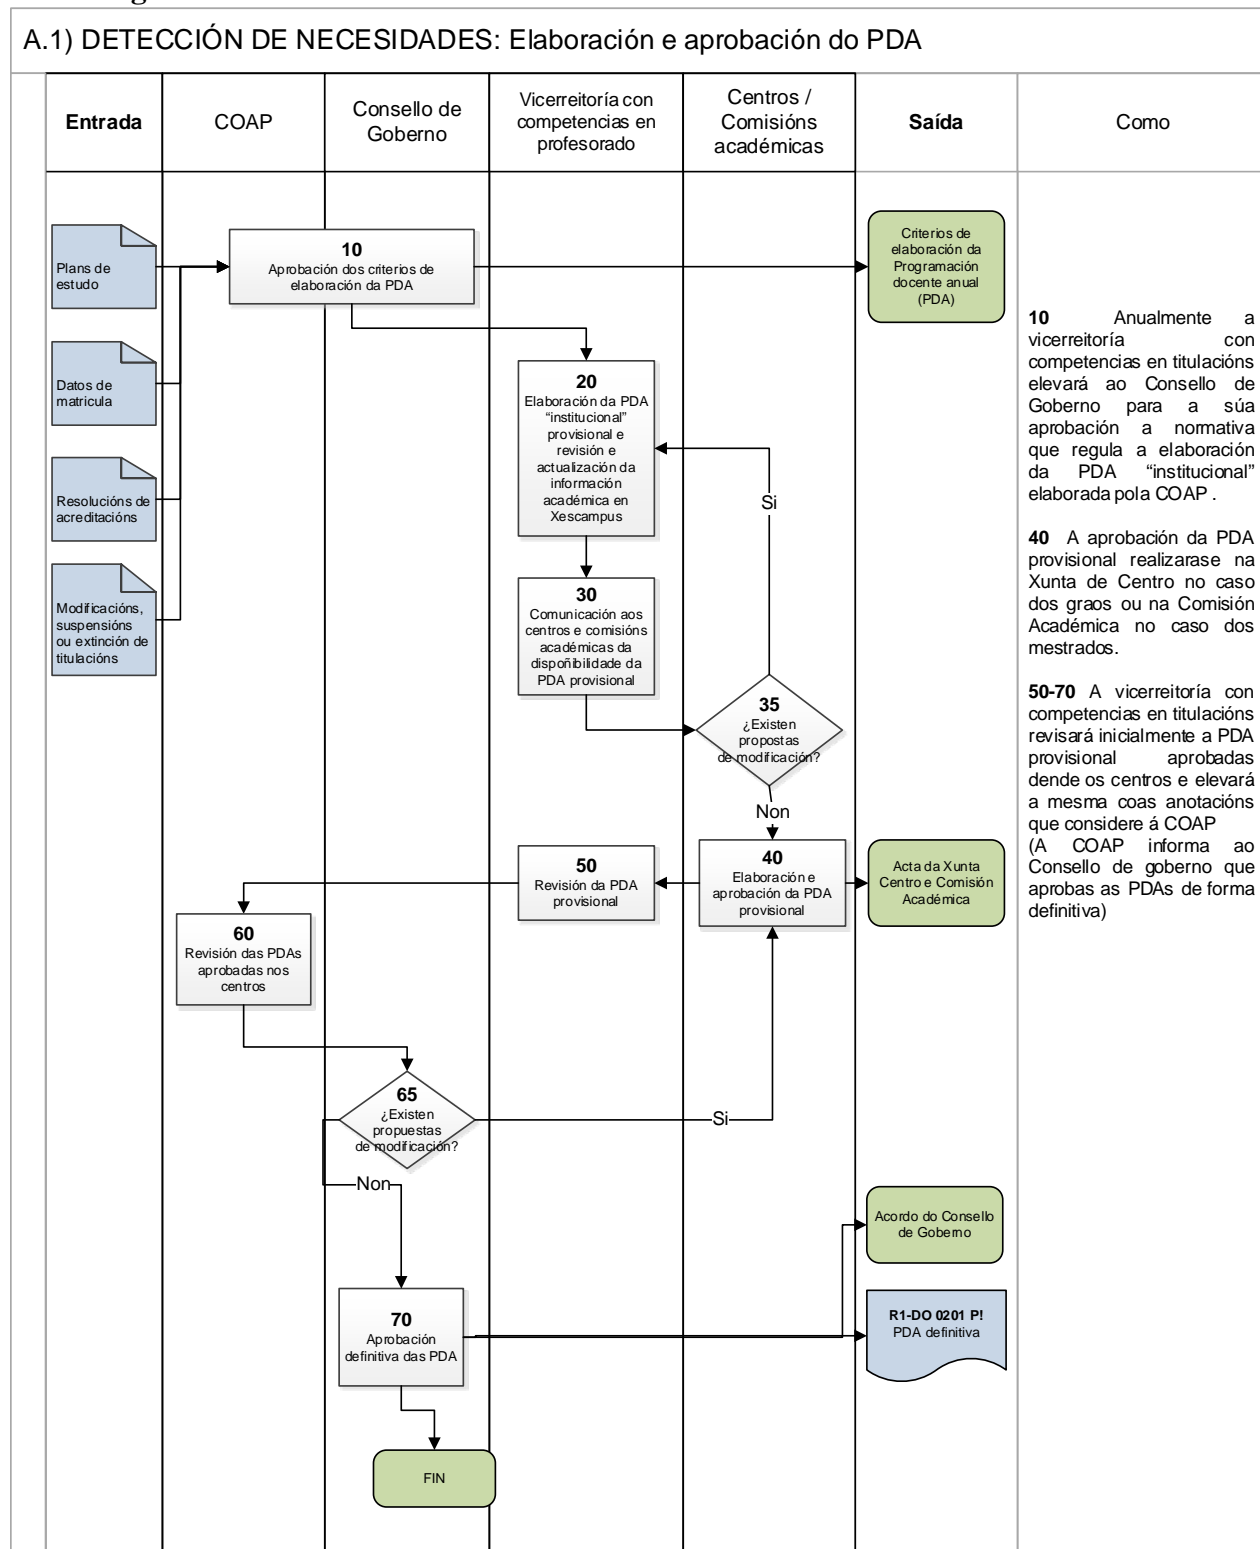 A.1) DETECCIÓN DE NECESIDADES: Elaboración e aprobación do PDA
Entrada
COAP
Consello de
Goberno
Vicerreitoría con
competencias en
profesorado
Centros /
Comisións
académicas
Saída
Como
Plans de
estudo
10
Aprobación dos criterios de
elaboración da PDA
Criterios de
elaboración da
Programación
docente anual
(PDA)
Datos de
matricula
20
Elaboración da PDA
“institucional”
provisional e
revisión e
actualización da
información
académica en
Xescampus
Si
Resolucións de
acreditacións
30
Comunicación aos
centros e comisións
académicas da
dispoñibilidade da
PDA provisional
Modificacións,
suspensións
ou extinción de
titulacións
35
¿Existen
propostas
de modificación?
Non
50
Revisión da PDA
provisional
40
Elaboración e
aprobación da PDA
provisional
Acta da Xunta
Centro e Comisión
Académica
60
Revisión das PDAs
aprobadas nos
centros
65
¿Existen
propuestas
de modificación?
Si
Non
Acordo do Consello
de Goberno
70
Aprobación
definitiva das PDA
R1-DO 0201 P!
PDA definitiva
FIN
10 Anualmente a
vicerreitoría con
competencias en titulacións
elevará ao Consello de
Goberno para a súa
aprobación a normativa
que regula a elaboración
da PDA “institucional”
elaborada pola COAP .
40 A aprobación da PDA
provisional realizarase na
Xunta de Centro no caso
dos graos ou na Comisión
Académica no caso dos
mestrados.
50-70 A vicerreitoría con
competencias en titulacións
revisará inicialmente a PDA
provisional aprobadas
dende os centros e elevará
a mesma coas anotacións
que considere á COAP
(A COAP informa ao
Consello de goberno que
aprobas as PDAs de forma
definitiva)